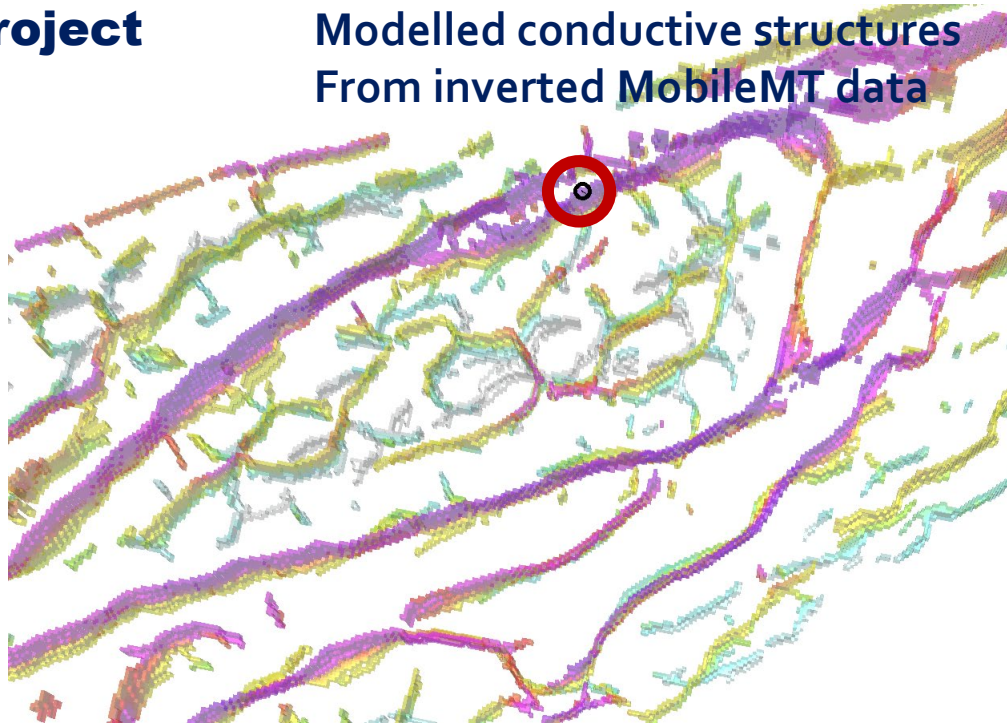 roject
Modelled conductive structures
From inverted MobileMT data